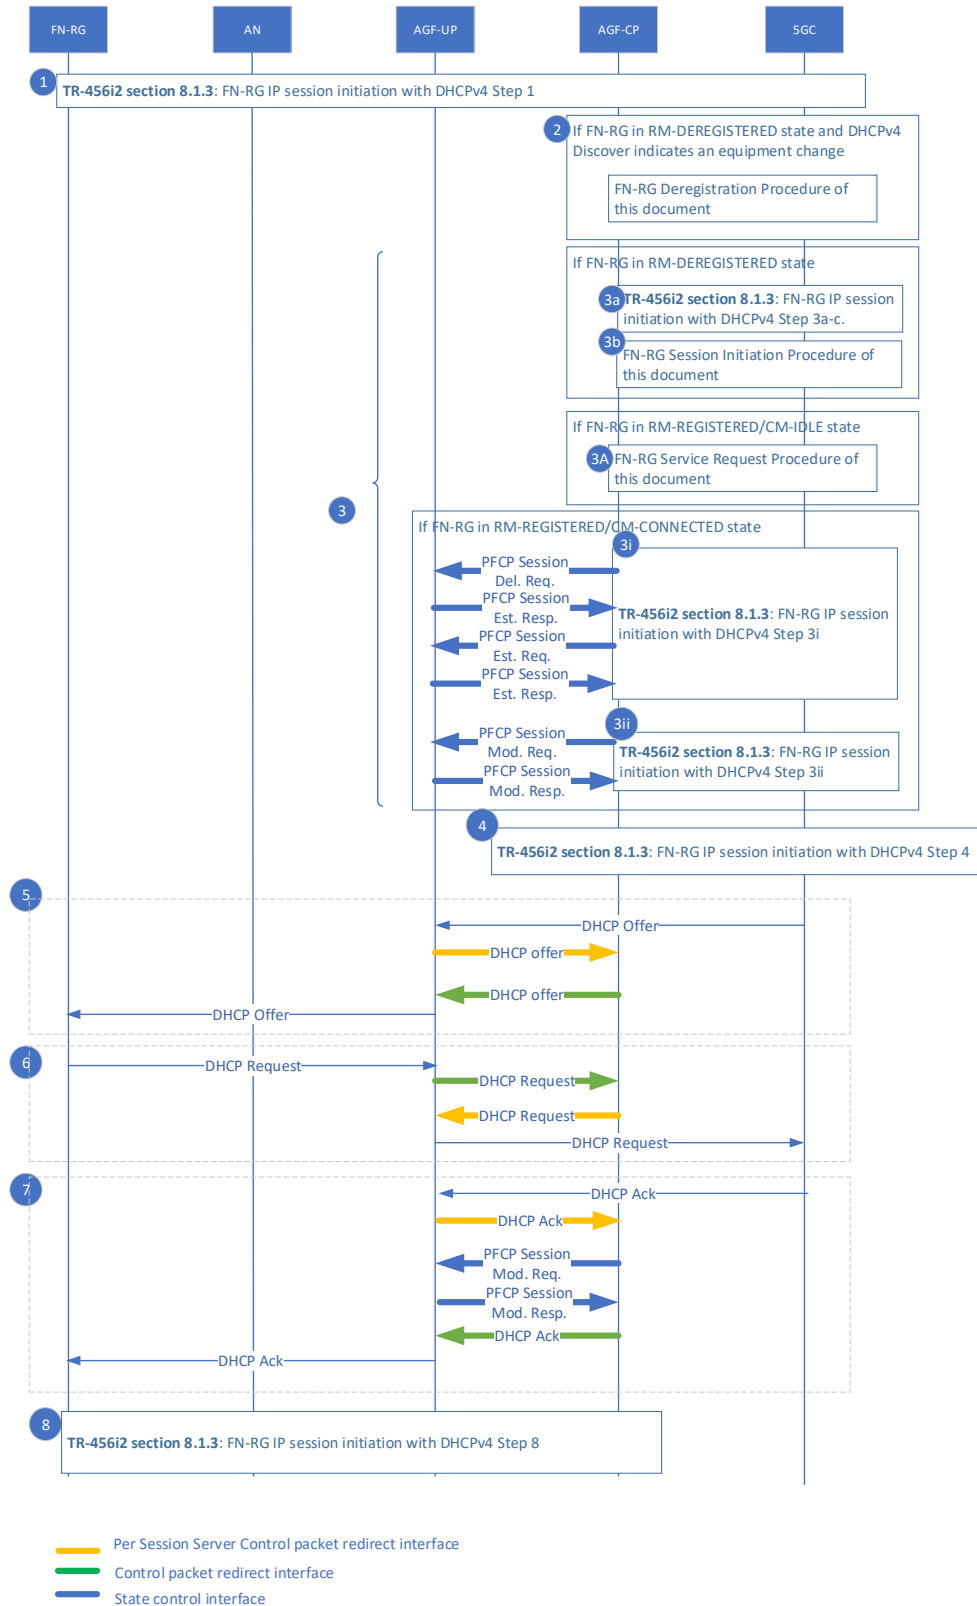 FN-RG
AN
AGF-UP
AGF-CP
5GC
1
TR-456i2 section 8.1.3: FN-RG IP session initiation with DHCPv4 Step 1
2
If FN-RG in RM-DEREGISTERED state and DHCPv4
Discover indicates an equipment change
FN-RG Deregistration Procedure of
this document
If FN-RG in RM-DEREGISTERED state
3a
TR-456i2 section 8.1.3: FN-RG IP session
initiation with DHCPv4 Step 3a-c.
3b
FN-RG Session Initiation Procedure of
this document
If FN-RG in RM-REGISTERED/CM-IDLE state
3A
FN-RG Service Request Procedure of
this document
3
If FN-RG in RM-REGISTERED/CM-CONNECTED state
3i
PFCP Session
Del. Req.
PFCP Session
Est. Resp.
TR-456i2 section 8.1.3: FN-RG IP session
initiation with DHCPv4 Step 3i
PFCP Session
Est. Req.
PFCP Session
Est. Resp.
3ii
PFCP Session
Mod. Req.
TR-456i2 section 8.1.3: FN-RG IP session
initiation with DHCPv4 Step 3ii
PFCP Session
Mod. Resp.
4
TR-456i2 section 8.1.3: FN-RG IP session initiation with DHCPv4 Step 4
5
DHCP Offer
DHCP offer
DHCP offer
DHCP Offer
6
DHCP Request
DHCP Request
DHCP Request
DHCP Request
7
DHCP Ack
DHCP Ack
PFCP Session
Mod. Req.
PFCP Session
Mod. Resp.
DHCP Ack
DHCP Ack
8
TR-456i2 section 8.1.3: FN-RG IP session initiation with DHCPv4 Step 8
Per Session Server Control packet redirect interface
Control packet redirect interface
State control interface